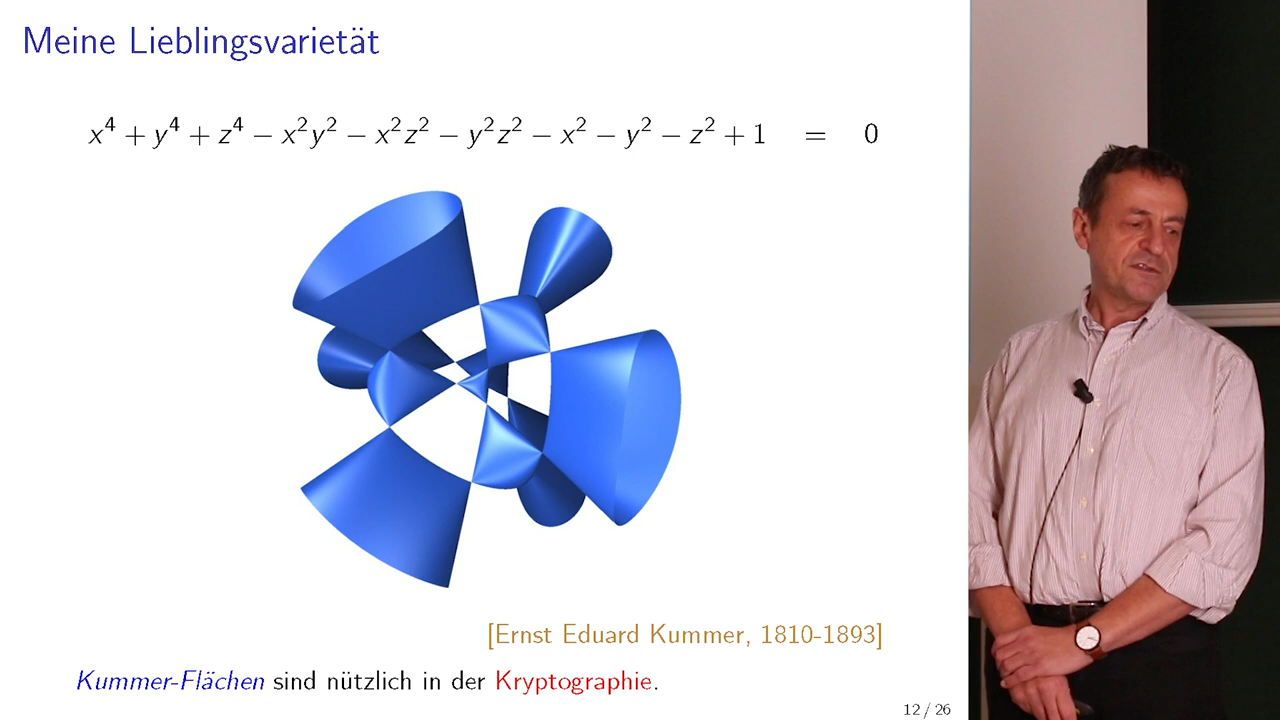 Meine Lieblingsvarietät
x⁴ + y⁴ + z⁴ − x²y² − x²z² − y²z² − x² − y² − z² + 1 = 0
[Ernst Eduard Kummer, 1810-1893]
Kummer-Flächen sind nützlich in der Kryptographie.
12 / 26